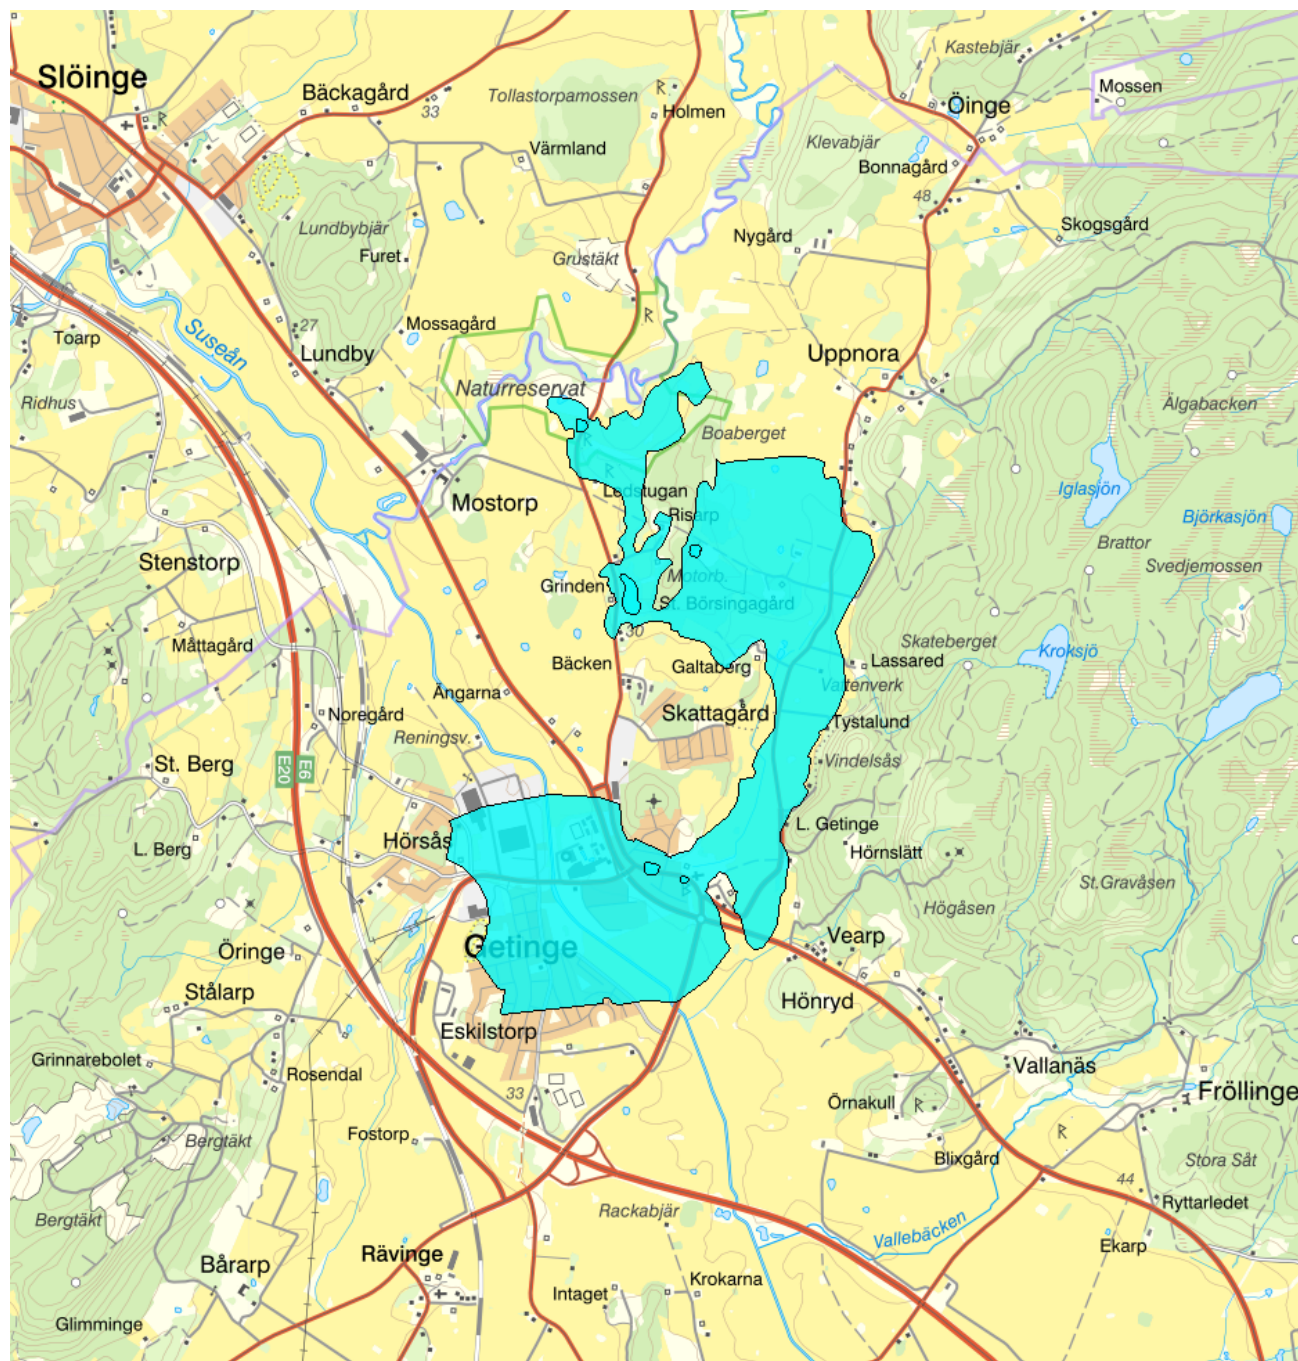 Kastebjär
Slöinge
Mossen
Bäckagård
Tollastorpamossen
Öinge
33
Holmen
R
R
Värmland
Klevabjär
Bonnagård
48
Lundbybjär
Skogsgård
Nygård
Furet
Grustäkt
Suseån
R
27
Mossagård
Toarp
Lundby
Uppnora
Naturreservat
Ridhus
Älgabacken
Boaberget
R
R
Ledstugan
Iglasjön
Mostorp
Risarp
Björkasjön
Brattor
Stenstorp
Svedjemossen
Motorb.
Grinden
St. Börsingagård
30
Måttagård
Skateberget
Kroksjö
Bäcken
Galtaberg
Lassared
Vattenverk
Ängarna
Noregård
Skattagård
Tystalund
Reningsv.
St. Berg
E20
E6
Vindelsås
L. Getinge
Hörsås
L. Berg
Hörnslätt
St.Gravåsen
Högåsen
Vearp
Getinge
Öringe
Stålarp
Hönryd
Eskilstorp
Grinnarebolet
Vallanäs
Rosendal
33
Fröllinge
Örnakull
R
Bergtäkt
Fostorp
R
Blixgård
Stora Såt
44
Bergtäkt
Rackabjär
Ryttarledet
Vallebäcken
Ekarp
Rävinge
Bårarp
Krokarna
Intaget
Glimminge